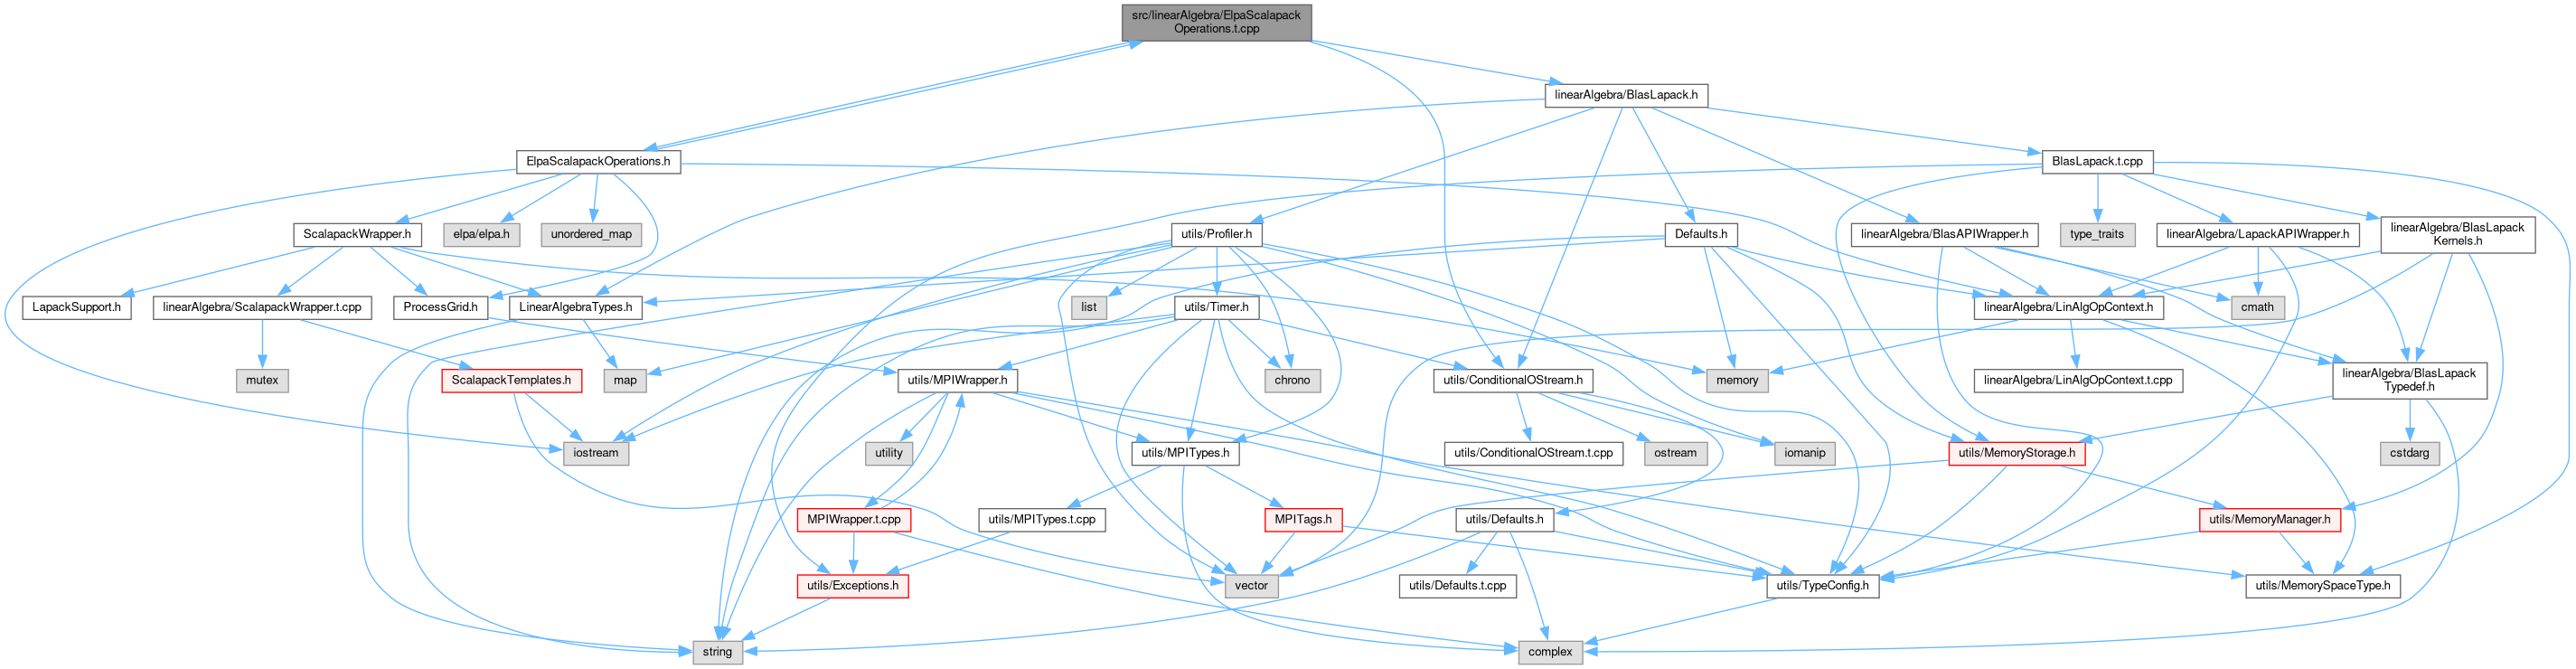 src/linearAlgebra/ElpaScalapack
Operations.t.cpp
linearAlgebra/BlasLapack.h
ElpaScalapackOperations.h
BlasLapack.t.cpp
ScalapackWrapper.h
elpa/elpa.h
unordered_map
utils/Profiler.h
Defaults.h
linearAlgebra/BlasAPIWrapper.h
type_traits
linearAlgebra/LapackAPIWrapper.h
linearAlgebra/BlasLapack
Kernels.h
LapackSupport.h
linearAlgebra/ScalapackWrapper.t.cpp
ProcessGrid.h
LinearAlgebraTypes.h
list
utils/Timer.h
linearAlgebra/LinAlgOpContext.h
cmath
mutex
ScalapackTemplates.h
map
utils/MPIWrapper.h
chrono
utils/ConditionalOStream.h
memory
linearAlgebra/LinAlgOpContext.t.cpp
linearAlgebra/BlasLapack
Typedef.h
iostream
utility
utils/MPITypes.h
utils/ConditionalOStream.t.cpp
ostream
iomanip
utils/MemoryStorage.h
cstdarg
MPIWrapper.t.cpp
utils/MPITypes.t.cpp
MPITags.h
utils/Defaults.h
utils/MemoryManager.h
utils/Exceptions.h
vector
utils/Defaults.t.cpp
utils/TypeConfig.h
utils/MemorySpaceType.h
string
complex